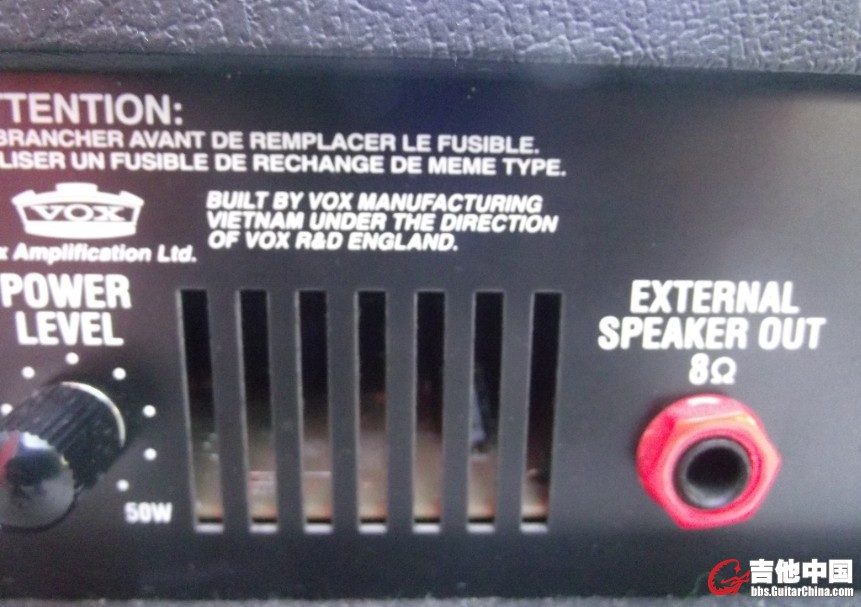 TTENTION:
BRANCHER AVANT DE REMPLACER LE FUSIBLE.
LISER UN FUSIBLE DE RECHANGE DE MEME TYPE.
VOX
x Amplification Ltd.
BUILT BY VOX MANUFACTURING
VIETNAM UNDER THE DIRECTION
OF VOX R&D ENGLAND.
POWER
LEVEL
50W
EXTERNAL
SPEAKER OUT
8Ω
吉他中国
bbs.GuitarChina.com